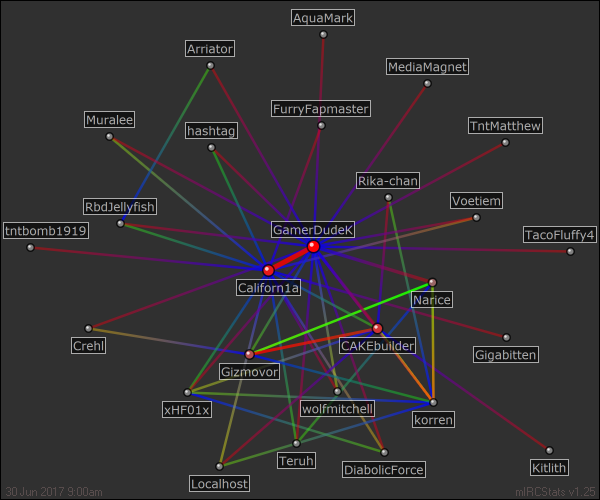 AquaMark
Arriator
MediaMagnet
FurryFapmaster
Muralee
hashtag
TntMatthew
Rika-chan
RbdJellyfish
Voetiem
tntbomb1919
GamerDudeK
TacoFluffy4
Californ1a
Narice
Crehl
CAKEbuilder
Gigabitten
Gizmovor
xHF01x
wolfmitchell
korren
Teruh
DiabolicForce
Kitlith
Localhost
30 Jun 2017 9:00am
mIRCStats v1.25